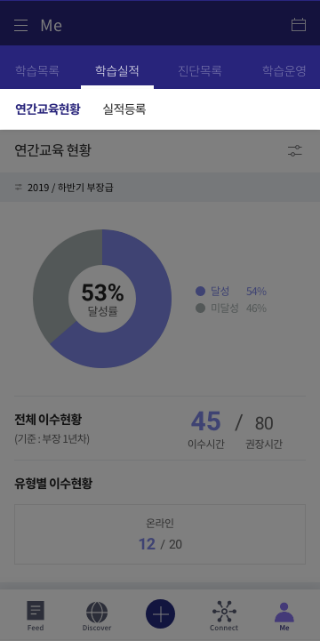 Me
학습목록 학습실적 진단목록 학습운영
연간교육현황 실적등록
연간교육 현황
2019 / 하반기 부장급
53%
달성률
달성 54%
미달성 46%
전체 이수현황
(기준 : 부장 1년차)
45 / 80
이수시간 권장시간
유형별 이수현황
온라인
12 / 20
Feed Discover Connect Me